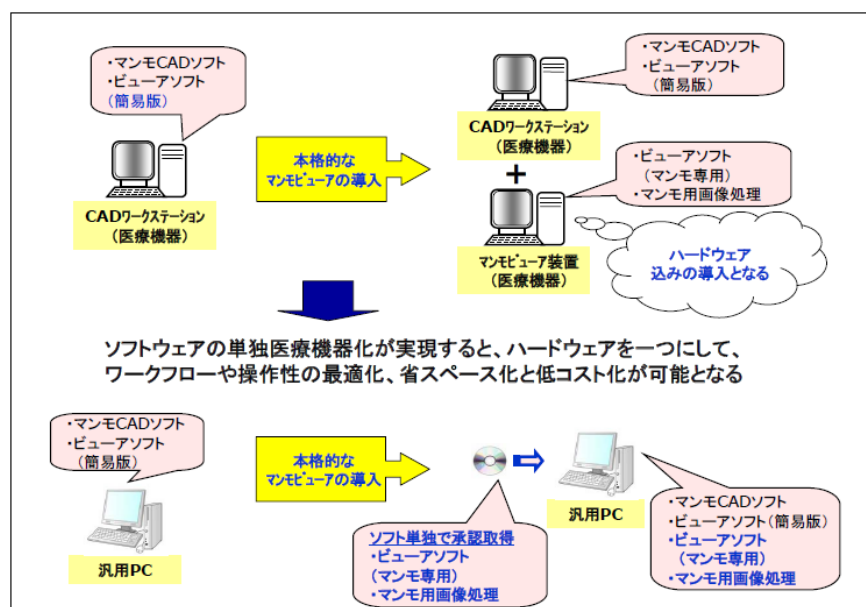 ・マンモCADソフト
・ビューアソフト
(簡易版)
CADワークステーション
(医療機器)
本格的な
マンモビューアの導入
・マンモCADソフト
・ビューアソフト
(簡易版)
CADワークステーション
(医療機器)
+
・ビューアソフト
(マンモ専用)
・マンモ用画像処理
マンモビューア装置
(医療機器)
ハードウェア
込みの導入となる
ソフトウェアの単独医療機器化が実現すると、ハードウェアを一つにして、
ワークフローや操作性の最適化、省スペース化と低コスト化が可能となる
・マンモCADソフト
・ビューアソフト
(簡易版)
汎用PC
本格的な
マンモビューアの導入
ソフト単独で承認取得
・ビューアソフト
(マンモ専用)
・マンモ用画像処理
汎用PC
・マンモCADソフト
・ビューアソフト(簡易版)
・ビューアソフト
(マンモ専用)
・マンモ用画像処理